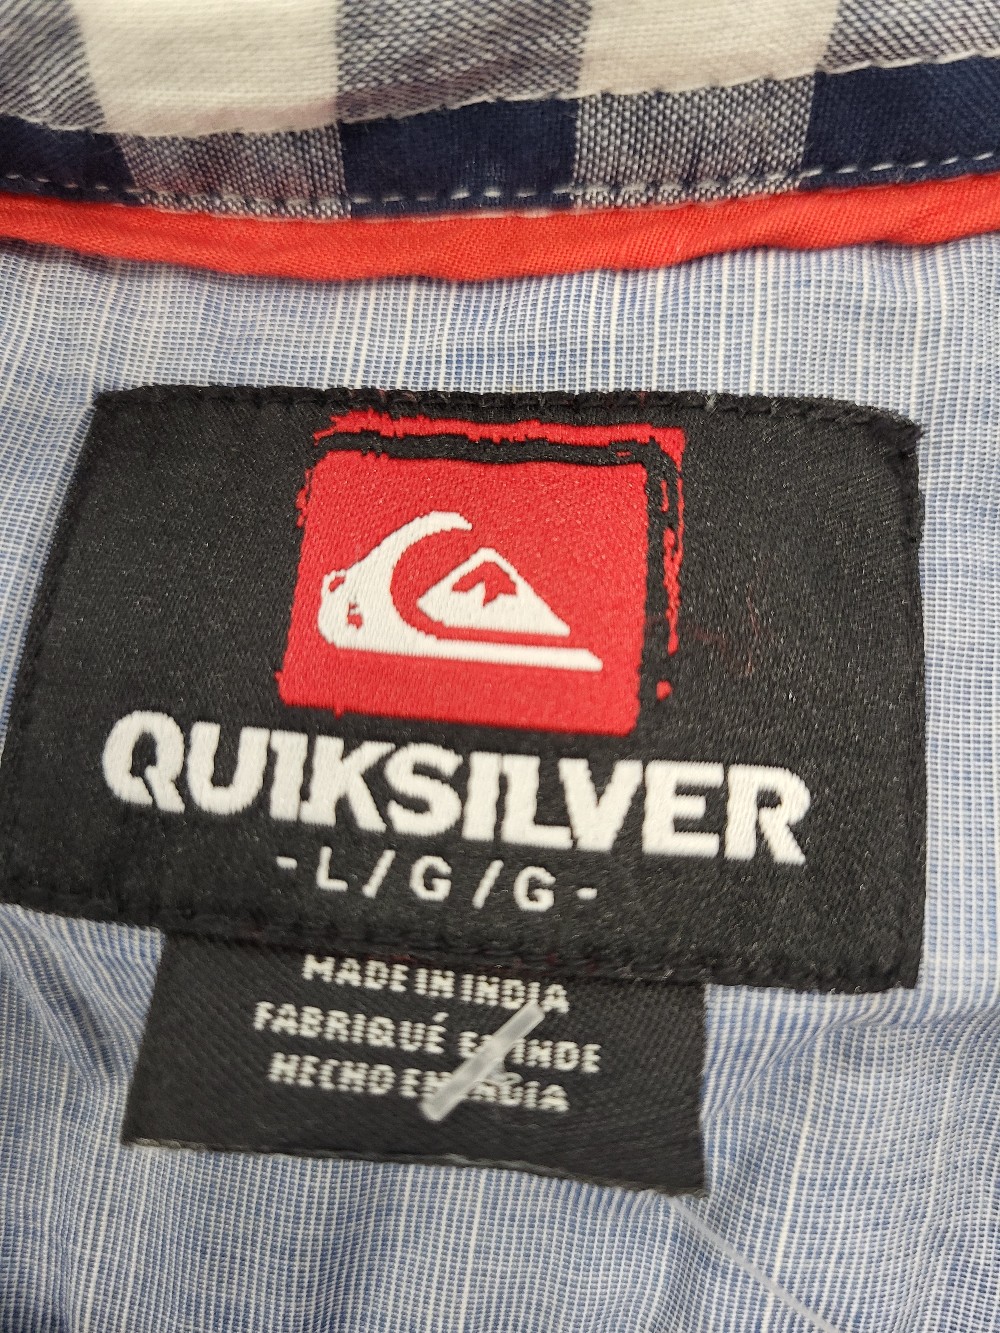 QUIKSILVER
- L / G / G -
MADE IN INDIA
FABRIQUÉ EN INDE
HECHO EN INDIA